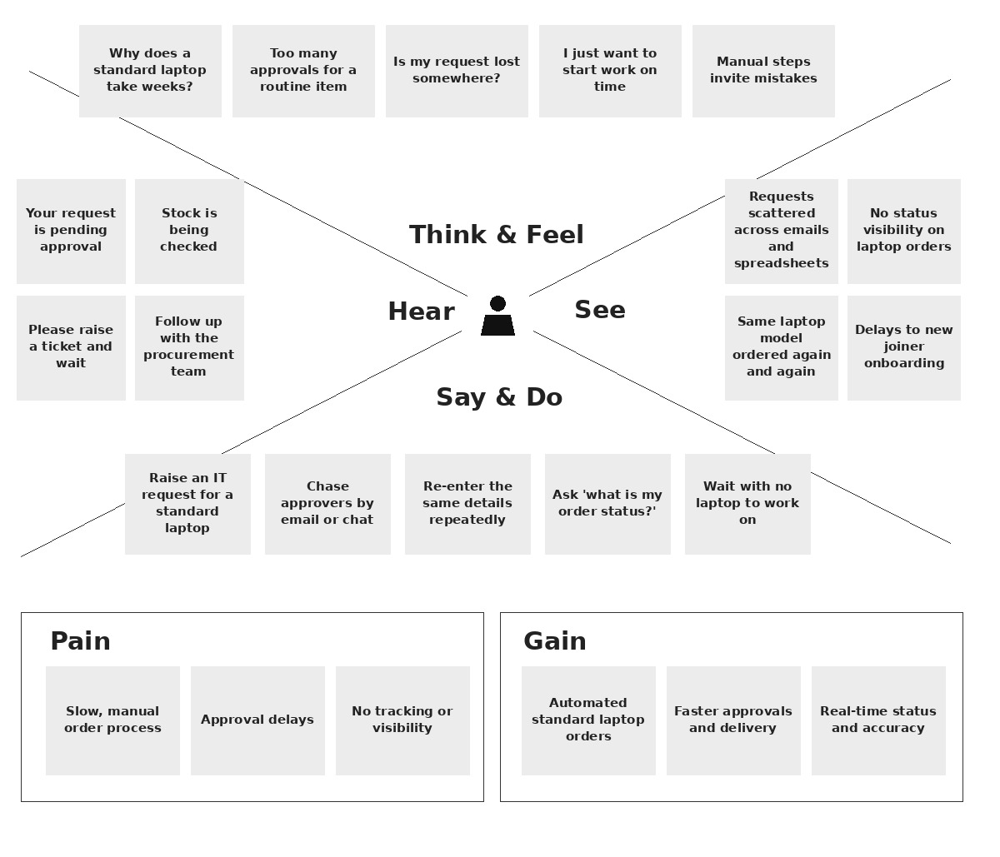 Why does a
standard laptop
take weeks?
Too many
approvals for a
routine item
Is my request lost
somewhere?
I just want to
start work on
time
Manual steps
invite mistakes
Your request
is pending
approval
Stock is
being
checked
Please raise
a ticket and
wait
Follow up
with the
procurement
team
Think & Feel
Hear
See
Say & Do
Requests
scattered
across emails
and
spreadsheets
No status
visibility on
laptop orders
Same laptop
model
ordered again
and again
Delays to new
joiner
onboarding
Raise an IT
request for a
standard
laptop
Chase
approvers by
email or chat
Re-enter the
same details
repeatedly
Ask 'what is my
order status?'
Wait with no
laptop to work
on
Pain
Slow, manual
order process
Approval delays
No tracking or
visibility
Gain
Automated
standard laptop
orders
Faster approvals
and delivery
Real-time status
and accuracy